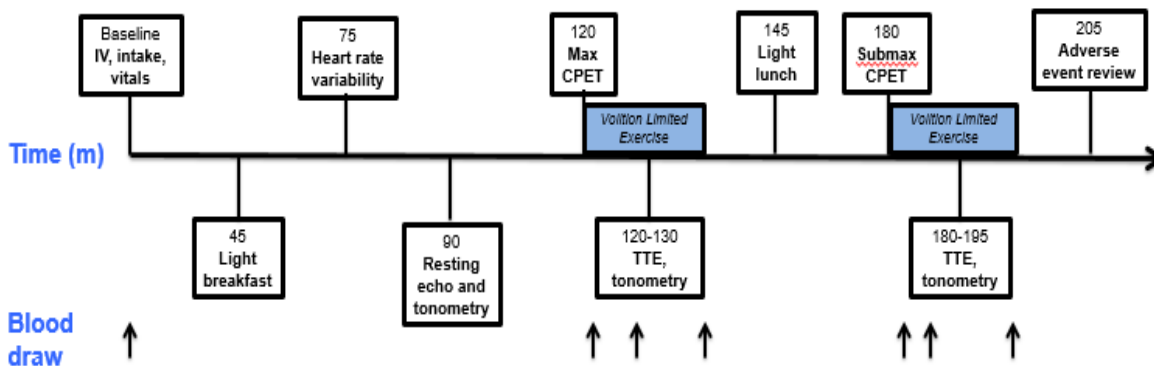 Baseline
IV, intake,
vitals
75
Heart rate
variability
120
Max
CPET
145
Light
lunch
180
Submax
CPET
205
Adverse
event review
Volition Limited
Exercise
Volition Limited
Exercise
Time (m)
45
Light
breakfast
90
Resting
echo and
tonometry
120-130
TTE,
tonometry
180-195
TTE,
tonometry
Blood
draw